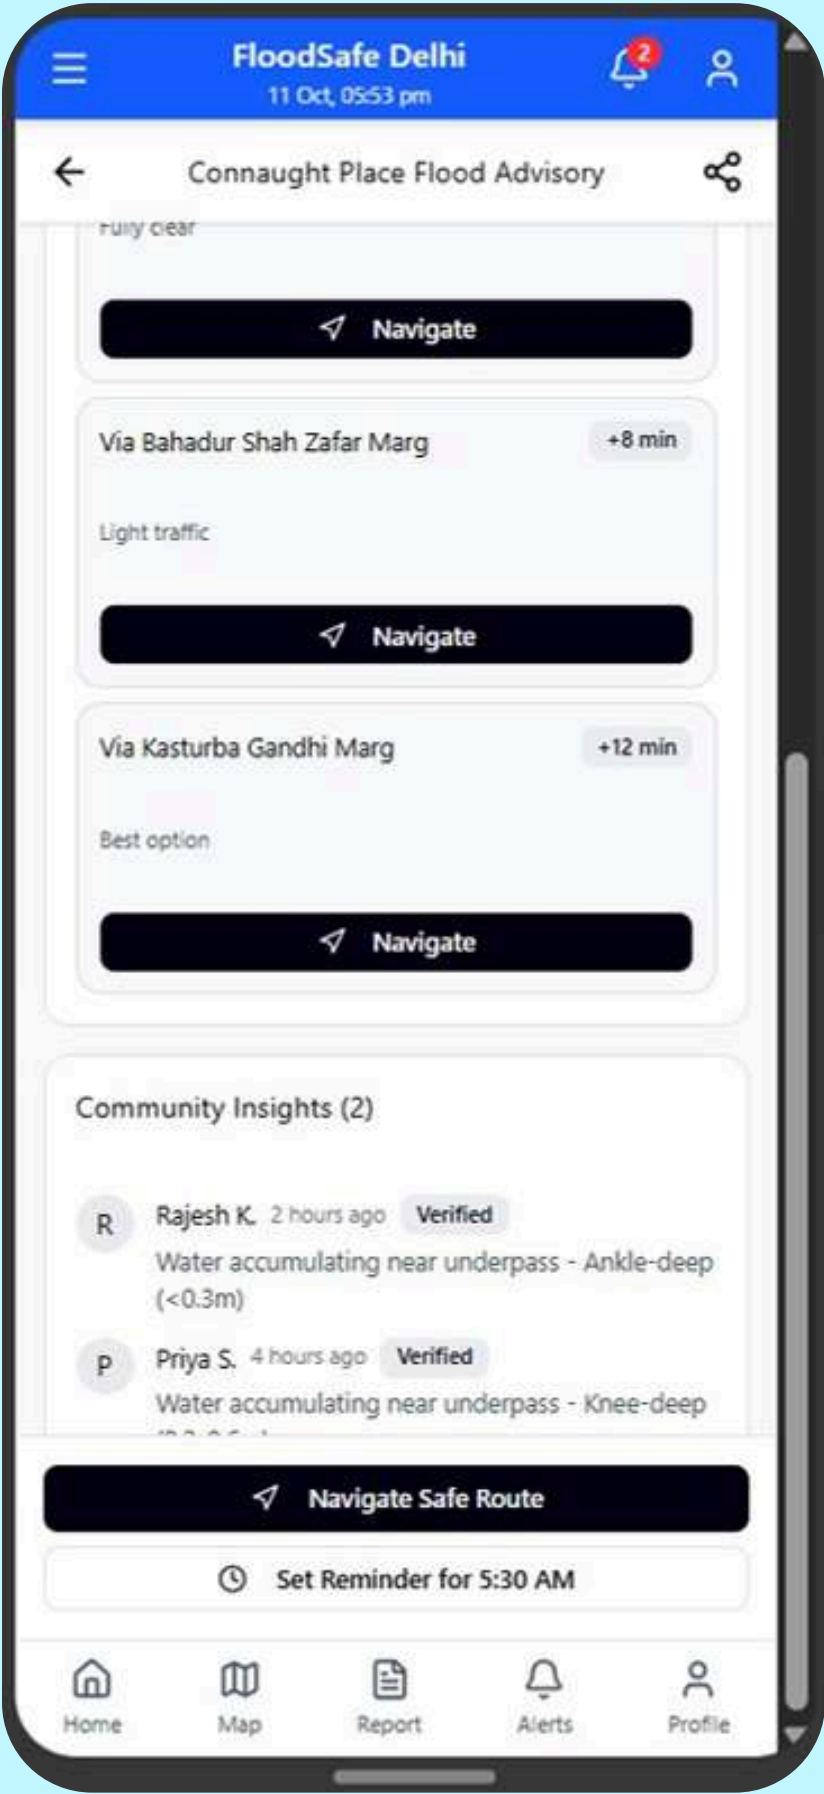 FloodSafe Delhi
2
11 Oct, 05:53 pm
Connaught Place Flood Advisory
Fully clear
Navigate
Via Bahadur Shah Zafar Marg
+8 min
Light traffic
Navigate
Via Kasturba Gandhi Marg
+12 min
Best option
Navigate
Community Insights (2)
R
Rajesh K. 2 hours ago Verified
Water accumulating near underpass - Ankle-deep
(<0.3m)
P
Priya S. 4 hours ago Verified
Water accumulating near underpass - Knee-deep
Navigate Safe Route
Set Reminder for 5:30 AM
Home
Map
Report
Alerts
Profile